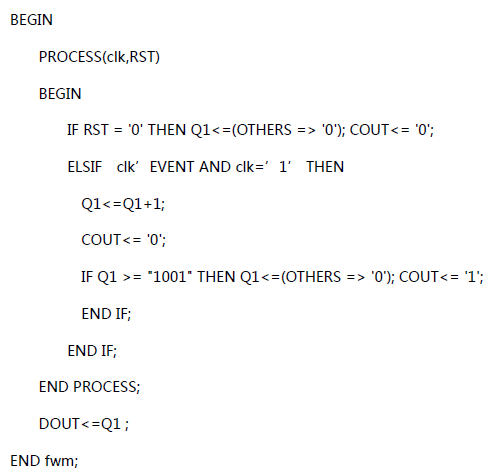 BEGIN
PROCESS(clk,RST)
BEGIN
IF RST = '0' THEN Q1<=(OTHERS => '0'); COUT<= '0';
ELSIF clk’EVENT AND clk=’1’ THEN
Q1<=Q1+1;
COUT<= '0';
IF Q1 >= "1001" THEN Q1<=(OTHERS => '0'); COUT<= '1';
END IF;
END IF;
END PROCESS;
DOUT<=Q1 ;
END fwm;